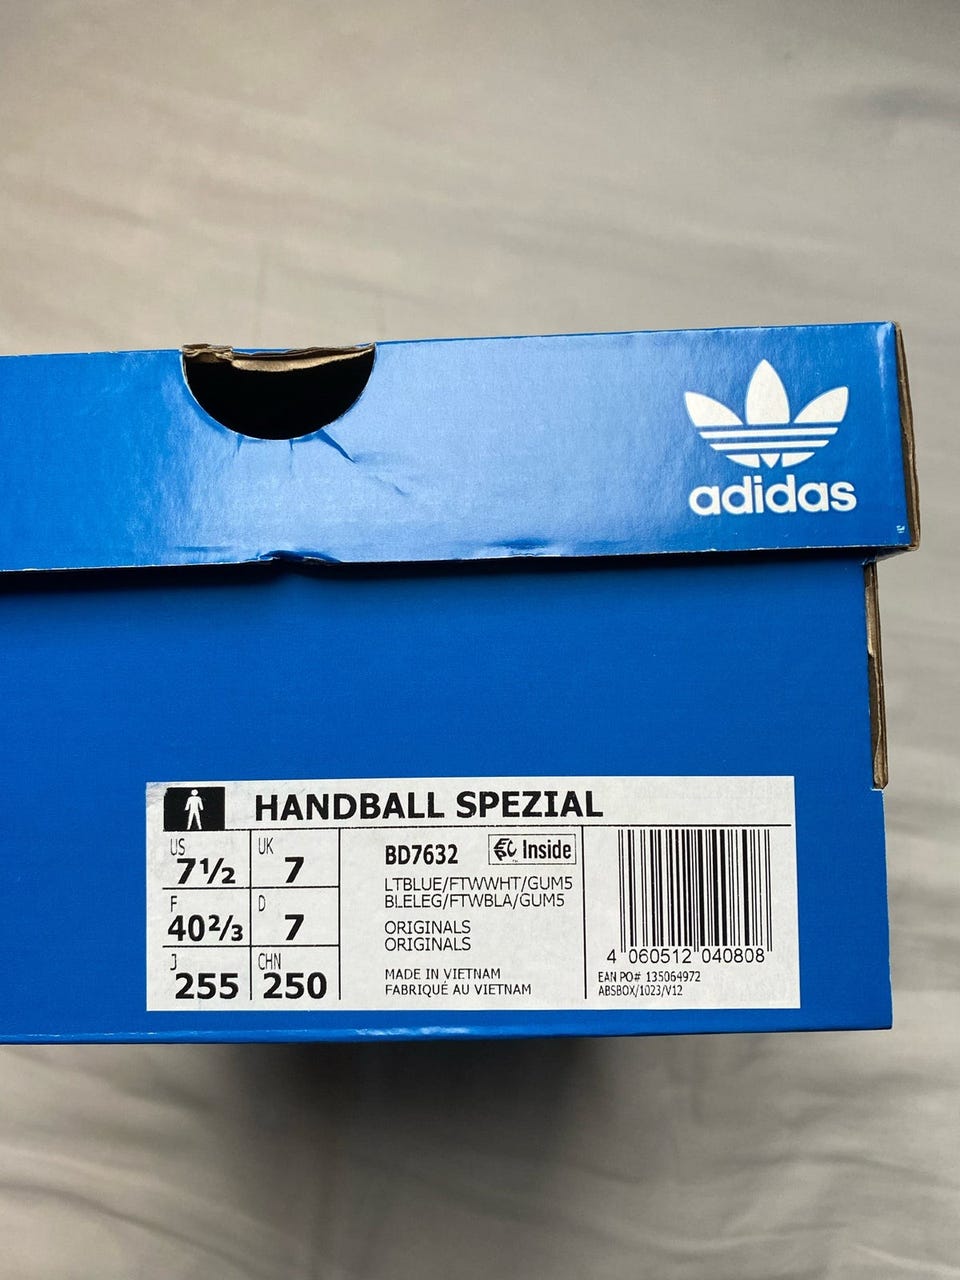 adidas
HANDBALL SPEZIAL
US
7½
UK
7
F
40⅔
D
7
J
255
CHN
250
BD7632
Inside
LTBLUE/FTWWHT/GUM5
BLELEG/FTWBLA/GUM5
ORIGINALS
ORIGINALS
MADE IN VIETNAM
FABRIQUÉ AU VIETNAM
4 060512 040808
EAN PO# 135064972
ABSBOX/1023/V12